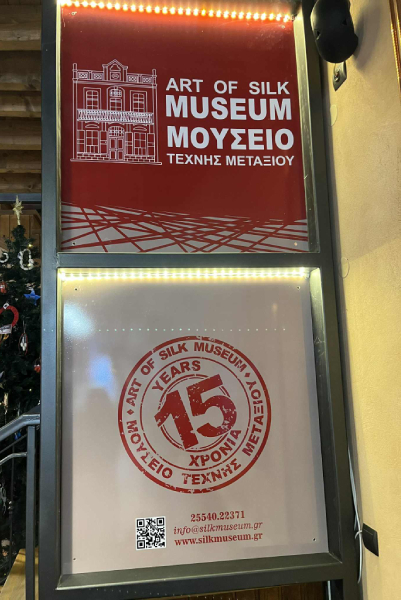 ART OF SILK
MUSEUM
ΜΟΥΣΕΙΟ
ΤΕΧΝΗΣ ΜΕΤΑΞΙΟΥ
ART OF SILK MUSEUM
YEARS
15
ΧΡΟΝΙΑ
ΜΟΥΣΕΙΟ ΤΕΧΝΗΣ ΜΕΤΑΞΙΟΥ
25540.22371
info@silkmuseum.gr
www.silkmuseum.gr